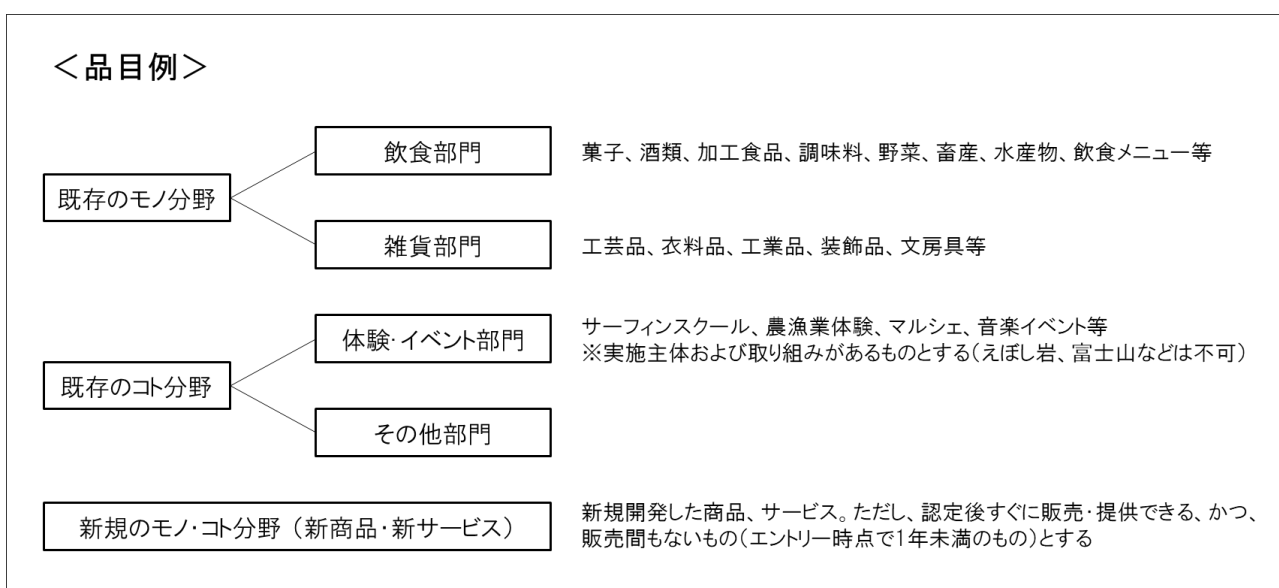 ＜品目例＞
飲食部門
菓子、酒類、加工食品、調味料、野菜、畜産、水産物、飲食メニュー等
既存のモノ分野
雑貨部門
工芸品、衣料品、工業品、装飾品、文房具等
体験・イベント部門
サーフィンスクール、農漁業体験、マルシェ、音楽イベント等
※実施主体および取り組みがあるものとする（えぼし岩、富士山などは不可）
既存のコト分野
その他部門
新規のモノ・コト分野（新商品・新サービス）
新規開発した商品、サービス。ただし、認定後すぐに販売・提供できる、かつ、
販売間もないもの（エントリー時点で1年未満のもの）とする